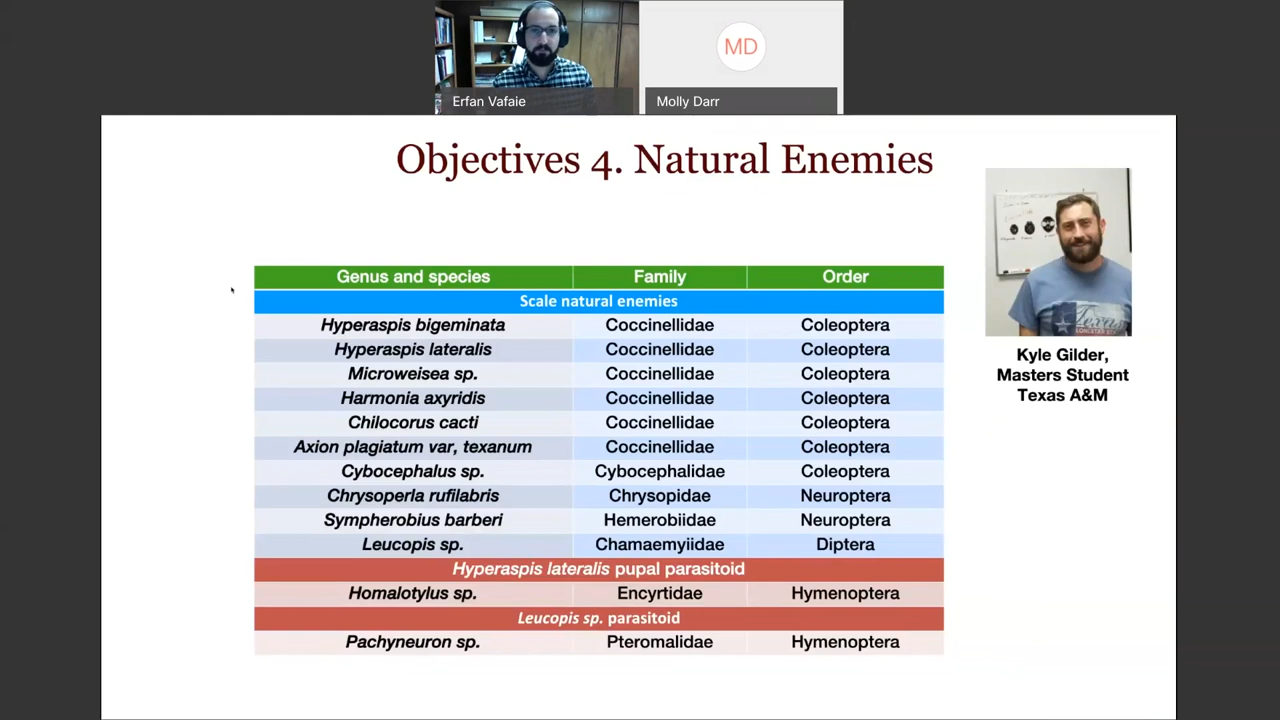 MD
Erfan Vafaie
Molly Darr
Objectives 4. Natural Enemies
Genus and species Family Order
Scale natural enemies
Hyperaspis bigeminata Coccinellidae Coleoptera
Hyperaspis lateralis Coccinellidae Coleoptera
Microweisea sp. Coccinellidae Coleoptera
Harmonia axyridis Coccinellidae Coleoptera
Chilocorus cacti Coccinellidae Coleoptera
Axion plagiatum var, texanum Coccinellidae Coleoptera
Cybocephalus sp. Cybocephalidae Coleoptera
Chrysoperla rufilabris Chrysopidae Neuroptera
Sympherobius barberi Hemerobiidae Neuroptera
Leucopis sp. Chamaemyiidae Diptera
Hyperaspis lateralis pupal parasitoid
Homalotylus sp. Encyrtidae Hymenoptera
Leucopis sp. parasitoid
Pachyneuron sp. Pteromalidae Hymenoptera
Texas
Kyle Gilder,
Masters Student
Texas A&M